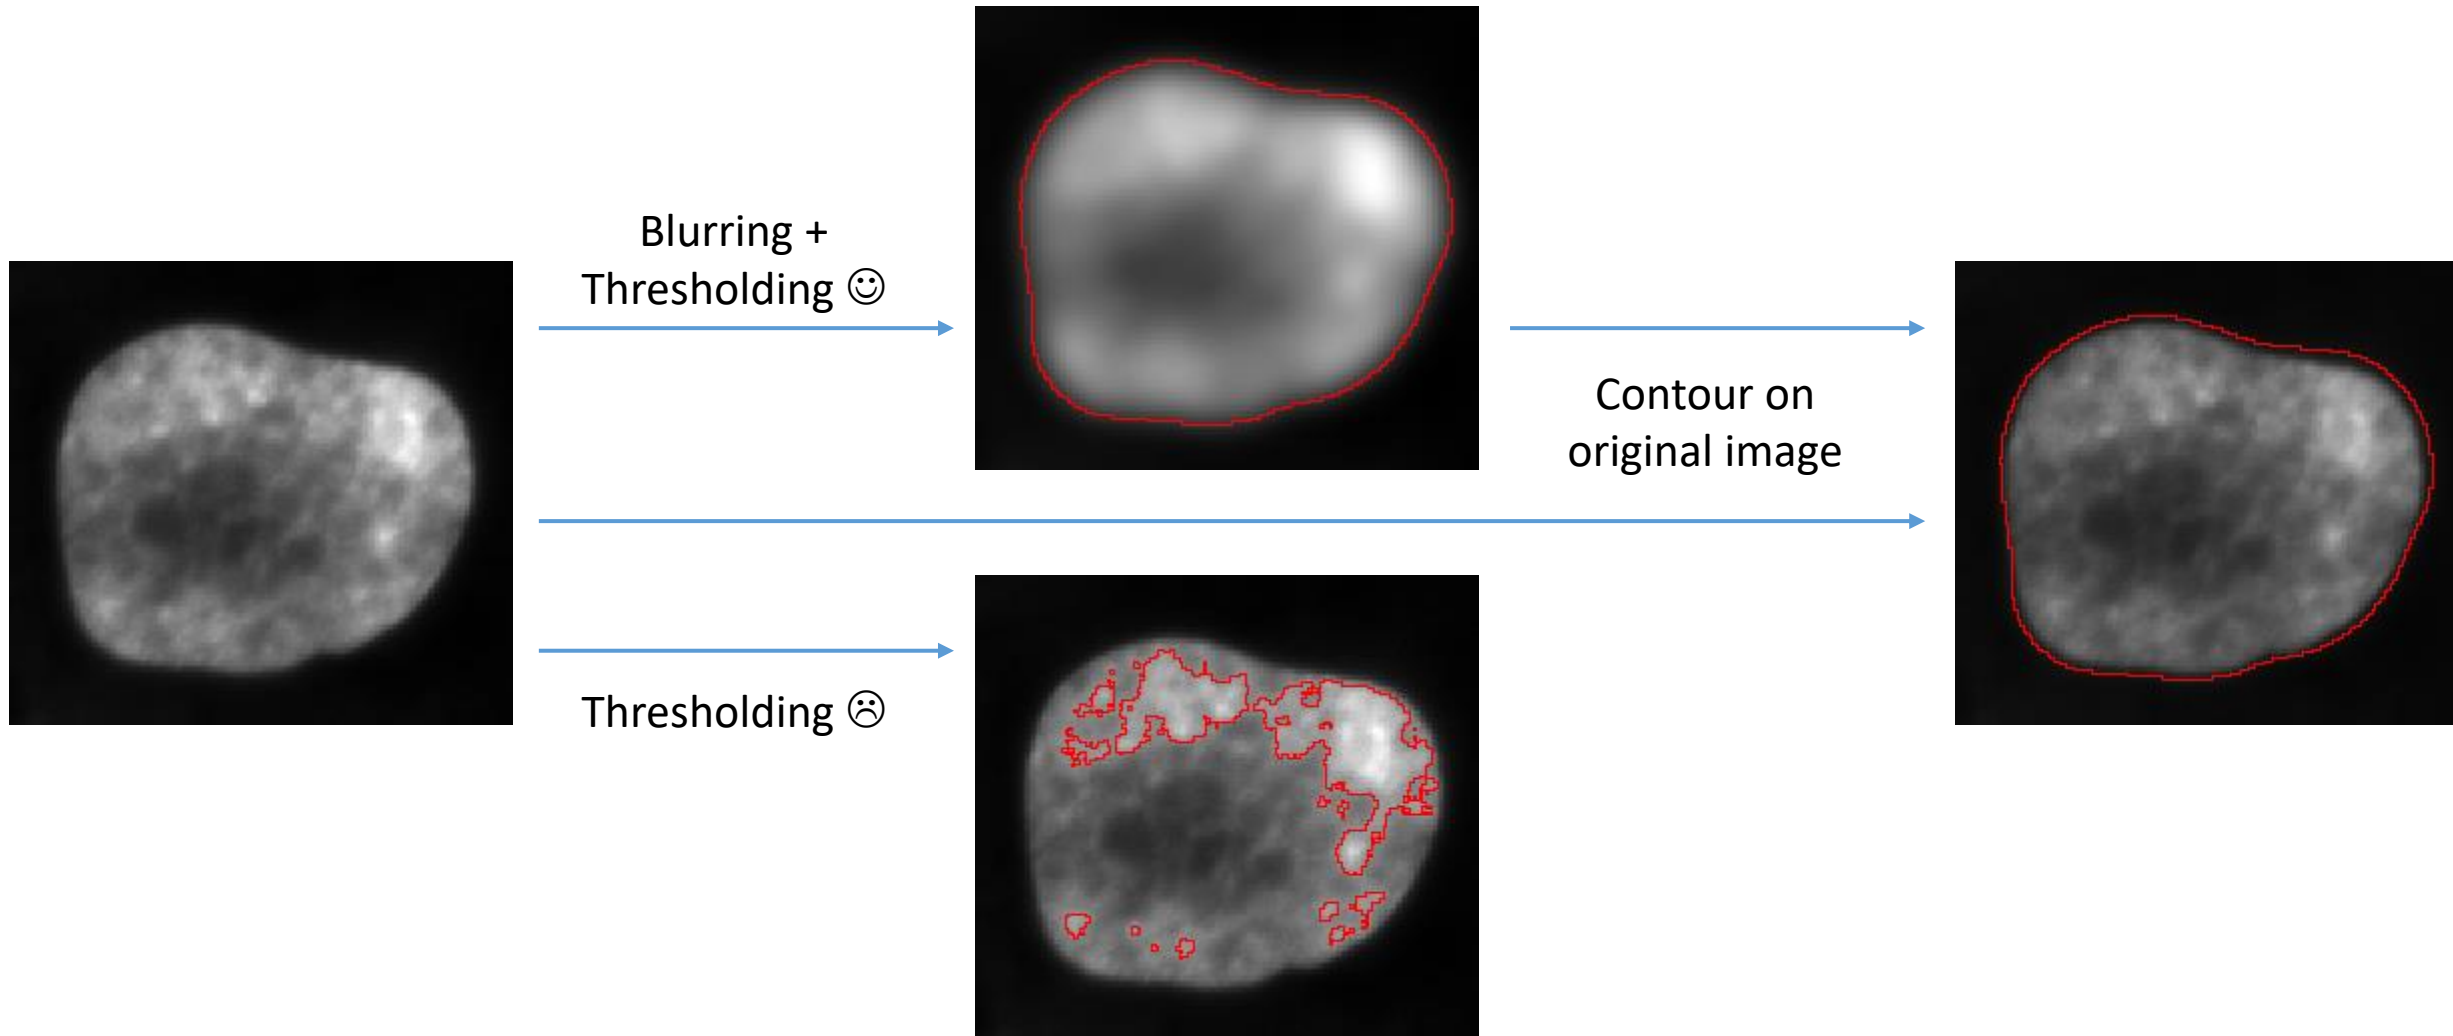 Blurring +
Thresholding ☺
Contour on
original image
Thresholding ☹